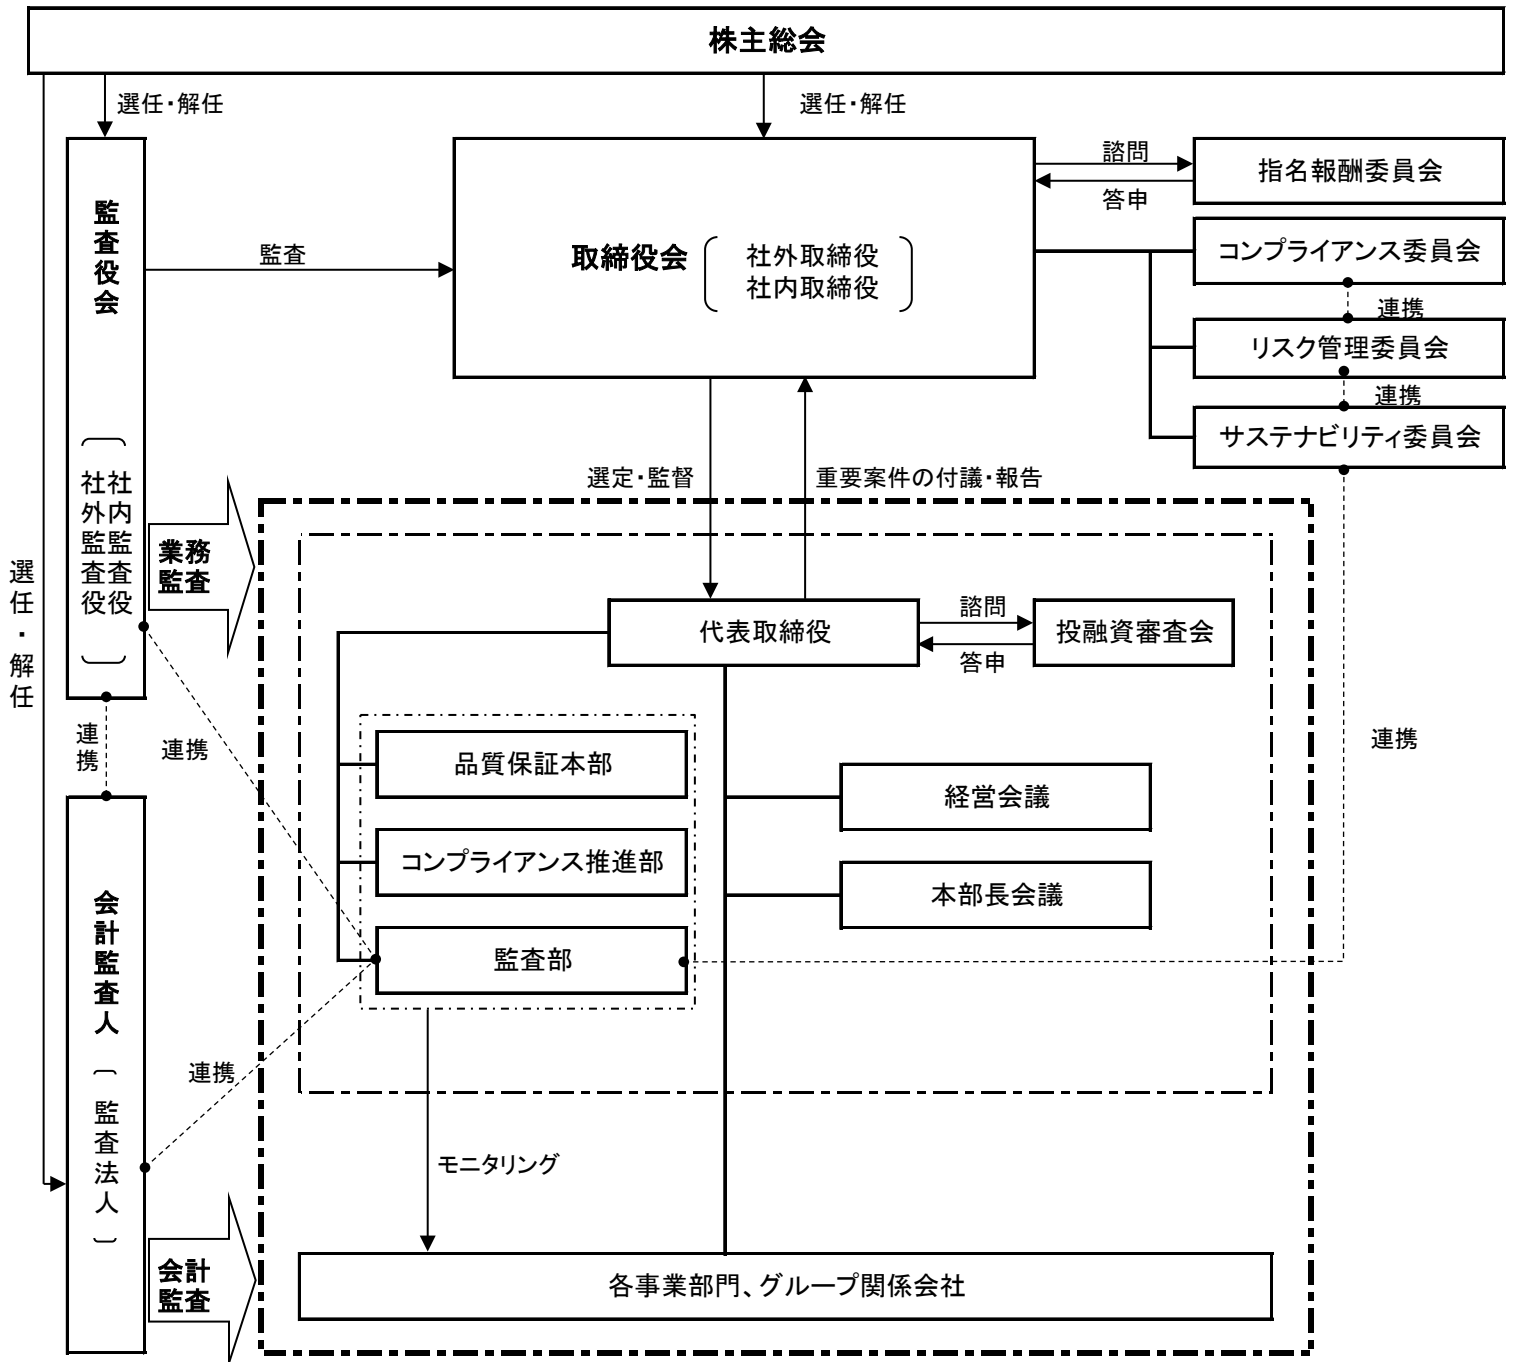 株主総会
選任・解任
選任・解任
諮問
指名報酬委員会
答申
監査役会
監査
取締役会
社外取締役
社内取締役
コンプライアンス委員会
連携
リスク管理委員会
連携
サステナビリティ委員会
選定・監督
重要案件の付議・報告
社内監査役
社外監査役
業務
監査
選任・解任
代表取締役
諮問
答申
投融資審査会
連携
連携
連携
品質保証本部
経営会議
コンプライアンス推進部
本部長会議
監査部
会計監査人
〔監査法人〕
連携
モニタリング
会計
監査
各事業部門、グループ関係会社